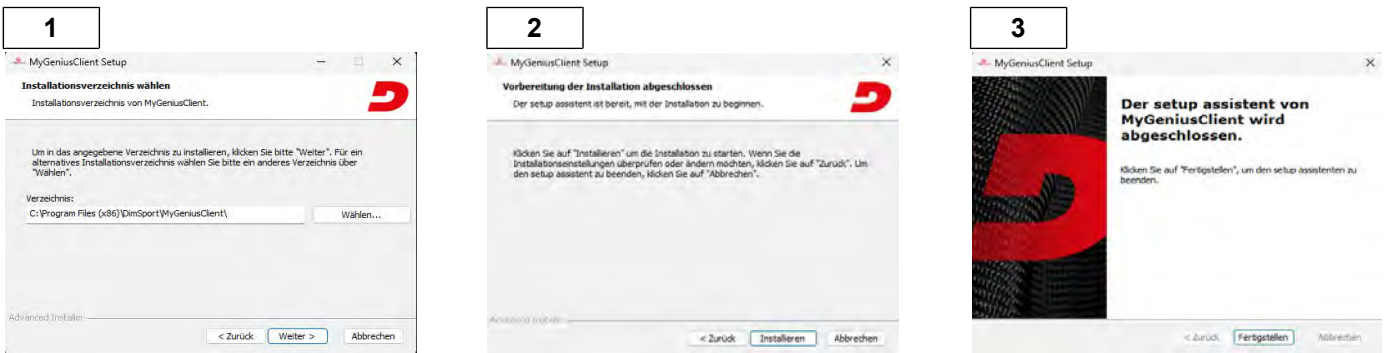 1
MyGeniusClient Setup
Installationsverzeichnis wählen
Installationsverzeichnis von MyGeniusClient.
Um in das angegebene Verzeichnis zu installieren, klicken Sie bitte "Weiter". Für ein
alternatives Installationsverzeichnis wählen Sie bitte ein anderes Verzeichnis über
"Wählen".
Verzeichnis:
C:\Program Files (x86)\DimSport\MyGeniusClient\
Wählen...
Advanced Installer
< Zurück Weiter > Abbrechen
2
MyGeniusClient Setup
Vorbereitung der Installation abgeschlossen
Der setup assistent ist bereit, mit der Installation zu beginnen.
Klicken Sie auf "Installieren" um die Installation zu starten. Wenn Sie die
Installationseinstellungen überprüfen oder ändern möchten, klicken Sie auf "Zurück". Um
den setup assistent zu beenden, klicken Sie auf "Abbrechen".
Advanced Installer
< Zurück Installieren Abbrechen
3
MyGeniusClient Setup
Der setup assistent von
MyGeniusClient wird
abgeschlossen.
Klicken Sie auf "Fertigstellen", um den setup assistenten zu
beenden.
< Zurück Fertigstellen Abbrechen